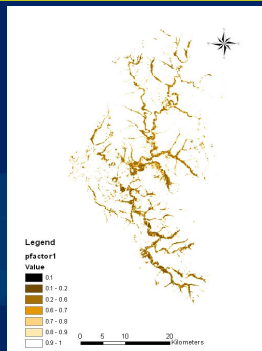 Legend
pfactor1
Value
0.1
0.1 - 0.2
0.2 - 0.6
0.6 - 0.7
0.7 - 0.8
0.8 - 0.9
0.9 - 1
0 5 10 20
Kilometers